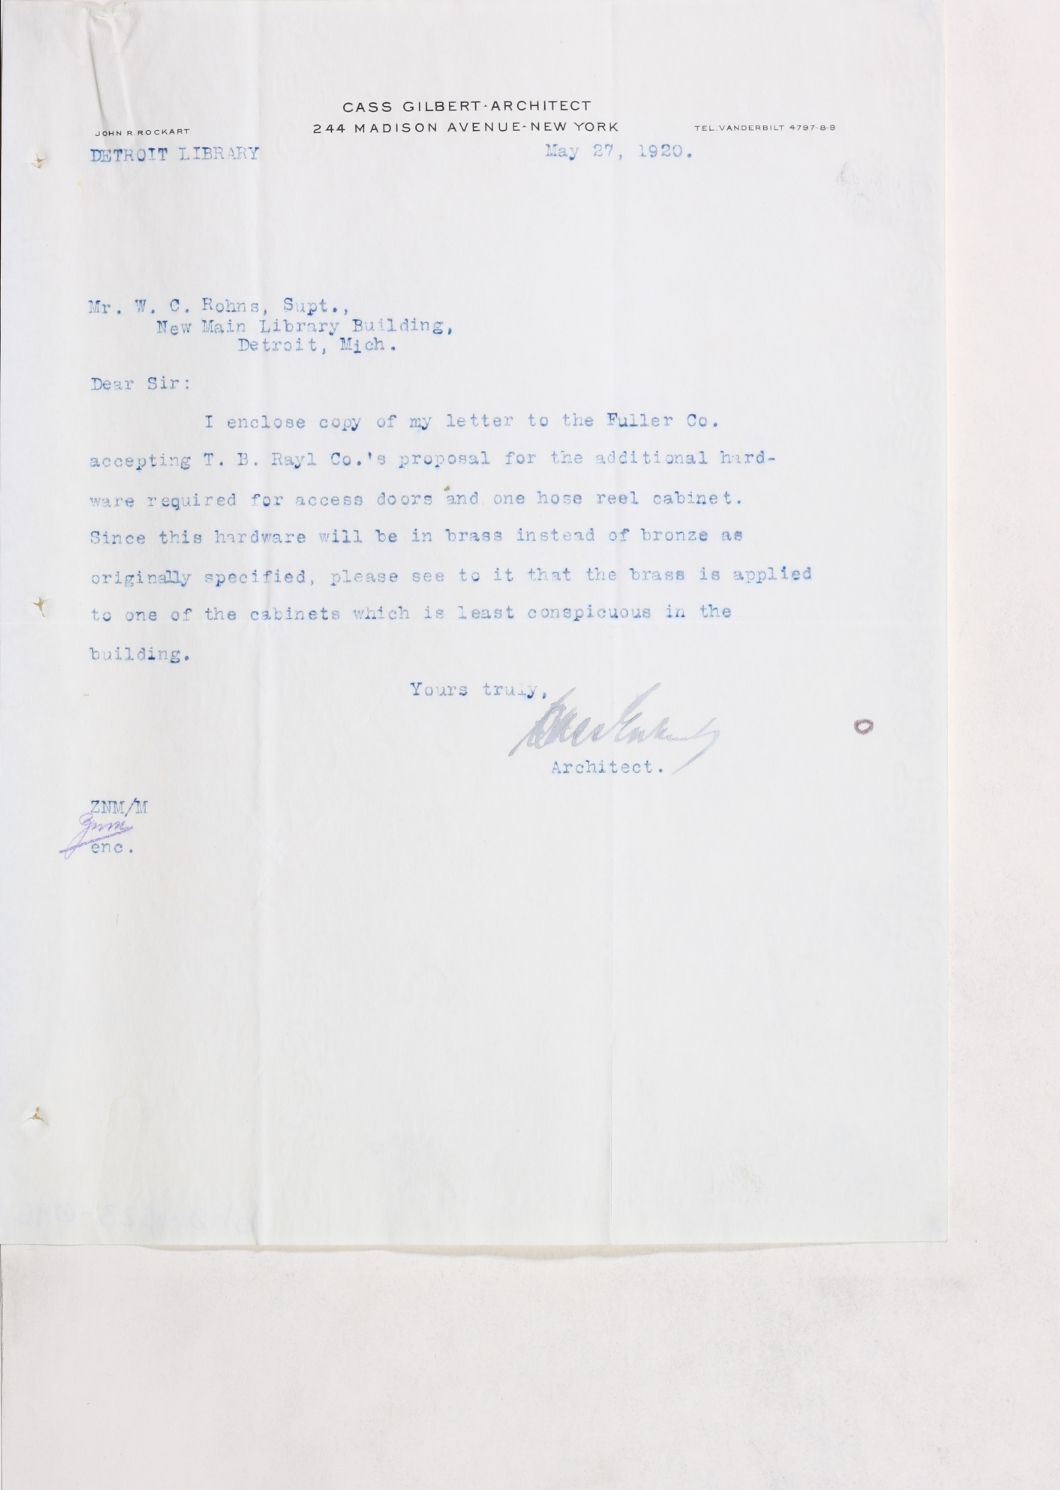 CASS GILBERT-ARCHITECT
JOHN R. ROCKART
244 MADISON AVENUE-NEW YORK
TEL. VANDERBILT 4797-8-9
DETROIT LIBRARY
May 27, 1920.
Mr. W. C. Rohns, Supt.,
New Main Library Building,
Detroit, Mich.
Dear Sir:
I enclose copy of my letter to the Fuller Co.
accepting T. B. Rayl Co.'s proposal for the additional hard-
ware required for access doors and one hose reel cabinet.
Since this hardware will be in brass instead of bronze as
originally specified, please see to it that the brass is applied
to one of the cabinets which is least conspicuous in the
building.
Yours truly,
Cass Gilbert
Architect.
ZNM/M
ZNM
enc.